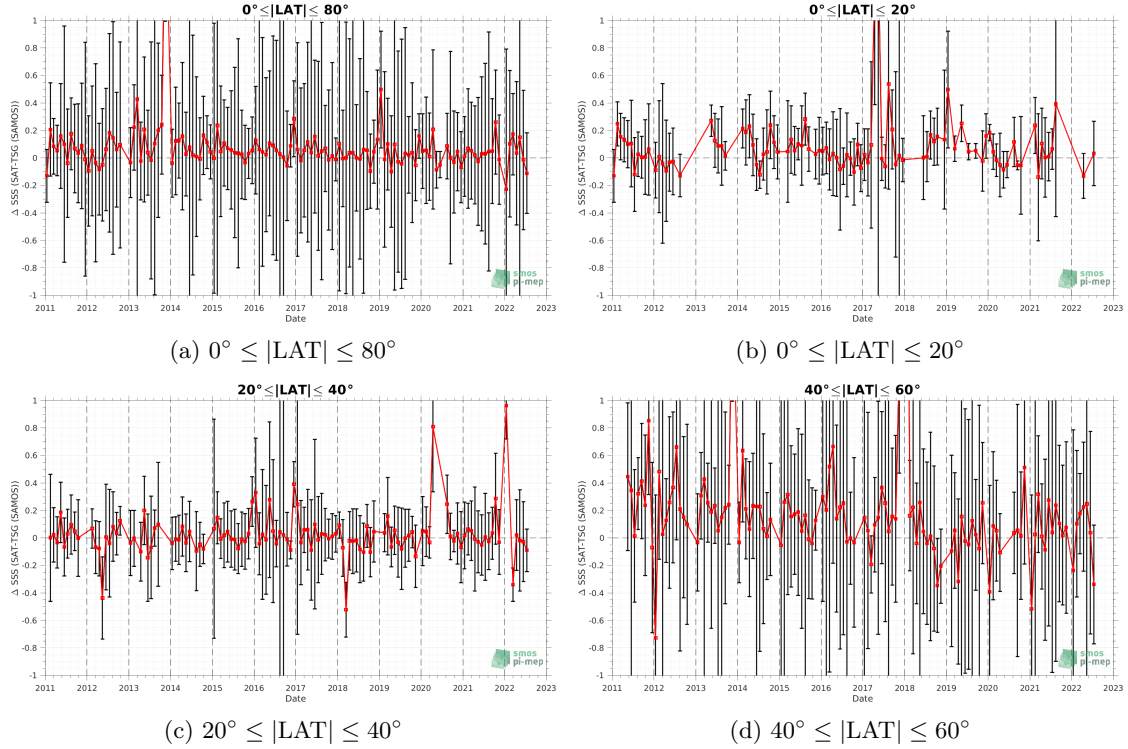 0°≤|LAT|≤ 80°
Δ SSS (SAT-TSG (SAMOS))
1
0.8
0.6
0.4
0.2
0
-0.2
-0.4
-0.6
-0.8
-1
2011 2012 2013 2014 2015 2016 2017 2018 2019 2020 2021 2022 2023
Date
smos
pi-mep
(a) 0° ≤ |LAT| ≤ 80°
0°≤|LAT|≤ 20°
Δ SSS (SAT-TSG (SAMOS))
1
0.8
0.6
0.4
0.2
0
-0.2
-0.4
-0.6
-0.8
-1
2011 2012 2013 2014 2015 2016 2017 2018 2019 2020 2021 2022 2023
Date
smos
pi-mep
(b) 0° ≤ |LAT| ≤ 20°
20°≤|LAT|≤ 40°
Δ SSS (SAT-TSG (SAMOS))
1
0.8
0.6
0.4
0.2
0
-0.2
-0.4
-0.6
-0.8
-1
2011 2012 2013 2014 2015 2016 2017 2018 2019 2020 2021 2022 2023
Date
smos
pi-mep
(c) 20° ≤ |LAT| ≤ 40°
40°≤|LAT|≤ 60°
Δ SSS (SAT-TSG (SAMOS))
1
0.8
0.6
0.4
0.2
0
-0.2
-0.4
-0.6
-0.8
-1
2011 2012 2013 2014 2015 2016 2017 2018 2019 2020 2021 2022 2023
Date
smos
pi-mep
(d) 40° ≤ |LAT| ≤ 60°